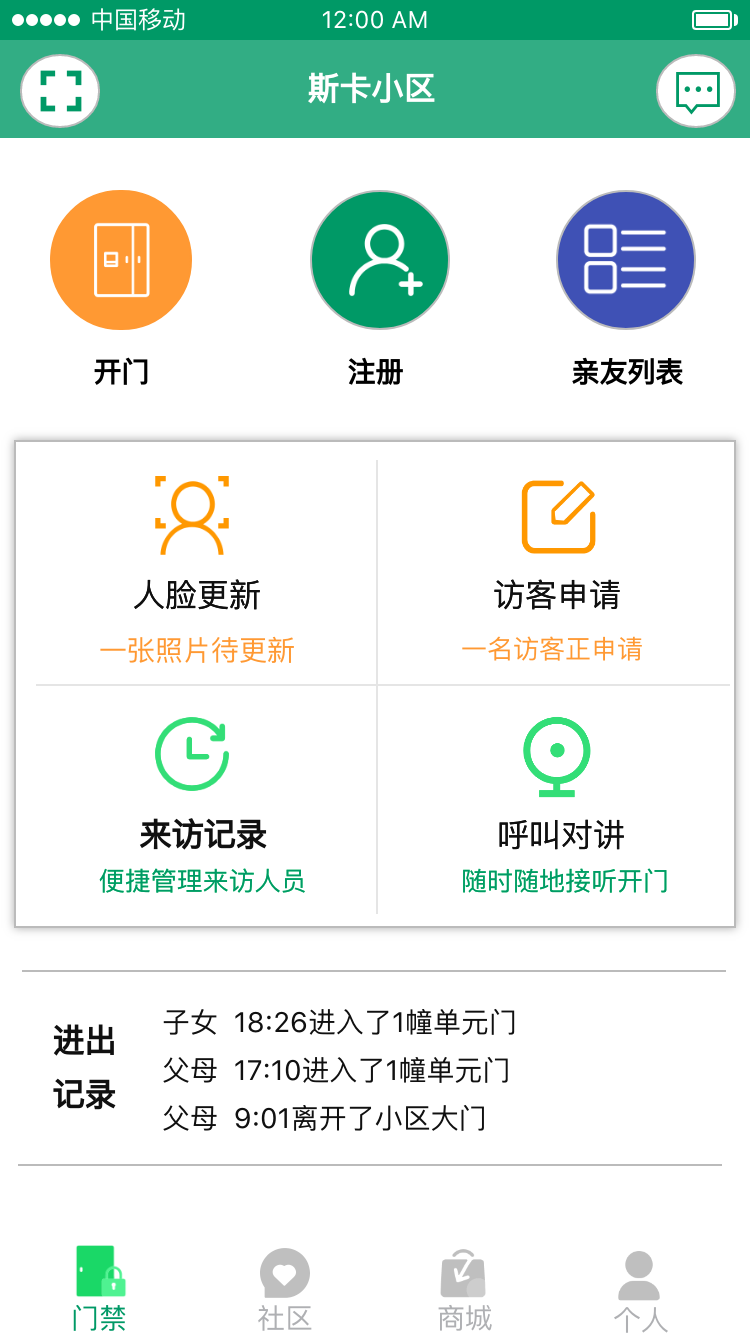 中国移动 12:00 AM
斯卡小区
开门 注册 亲友列表
人脸更新 访客申请
一张照片待更新 一名访客正申请
来访记录 呼叫对讲
便捷管理来访人员 随时随地接听开门
进出
记录
子女 18:26进入了1幢单元门
父母 17:10进入了1幢单元门
父母 9:01离开了小区大门
门禁 社区 商城 个人